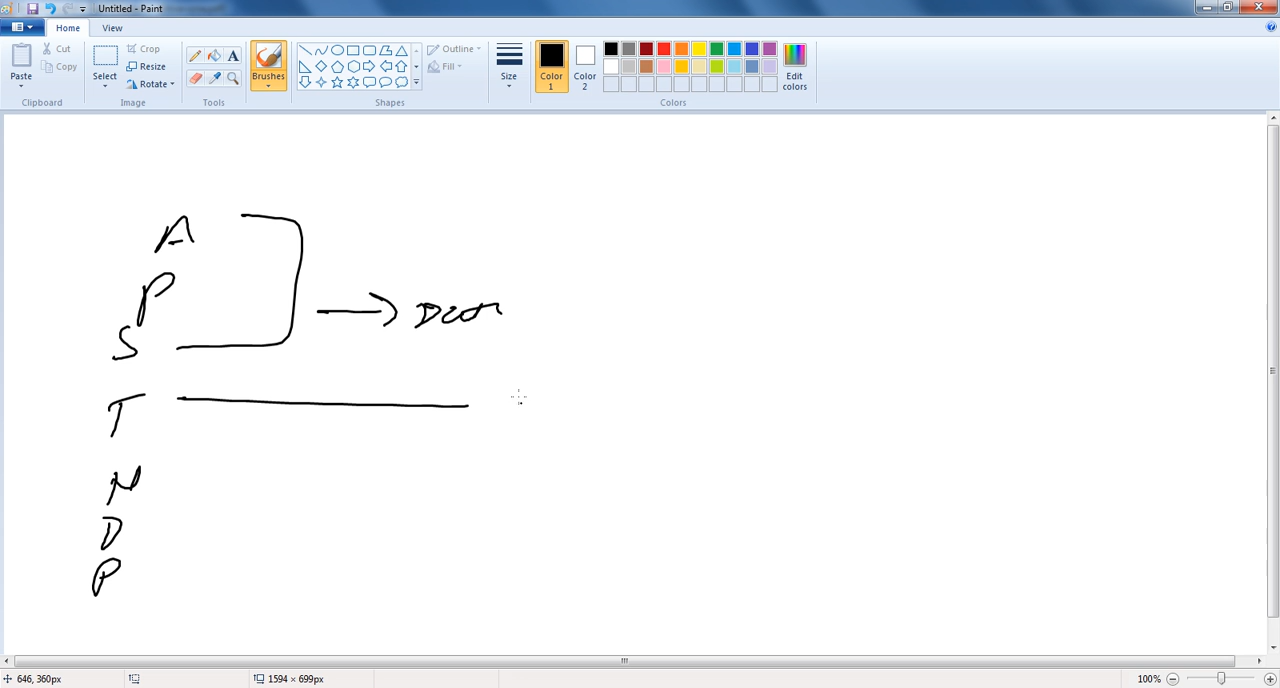 Untitled - Paint
Home View
Paste Cut Copy Select Crop Resize Rotate Brushes Outline Fill Size Color 1 Color 2 Edit colors
Clipboard Image Tools Shapes Colors
A
P
S
T
N
D
P
646, 360px 1594 × 699px 100%